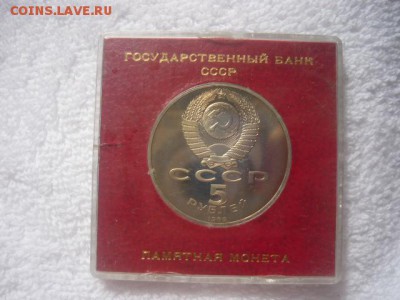 COINS.LAVE.RU
ГОСУДАРСТВЕННЫЙ БАНК
СССР
СССР
5
РУБЛЕЙ
ПАМЯТНАЯ МОНЕТА